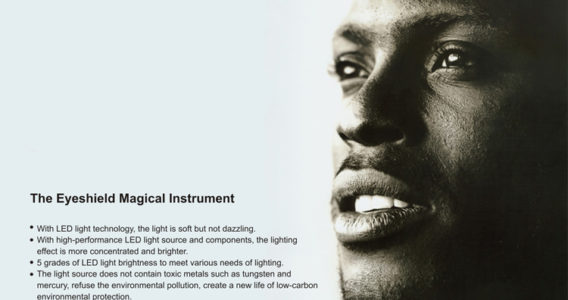 The Eyeshield Magical Instrument
• With LED light technology, the light is soft but not dazzling.
• With high-performance LED light source and components, the lighting
effect is more concentrated and brighter.
• 5 grades of LED light brightness to meet various needs of lighting.
• The light source does not contain toxic metals such as tungsten and
mercury, refuse the environmental pollution, create a new life of low-carbon
environmental protection.